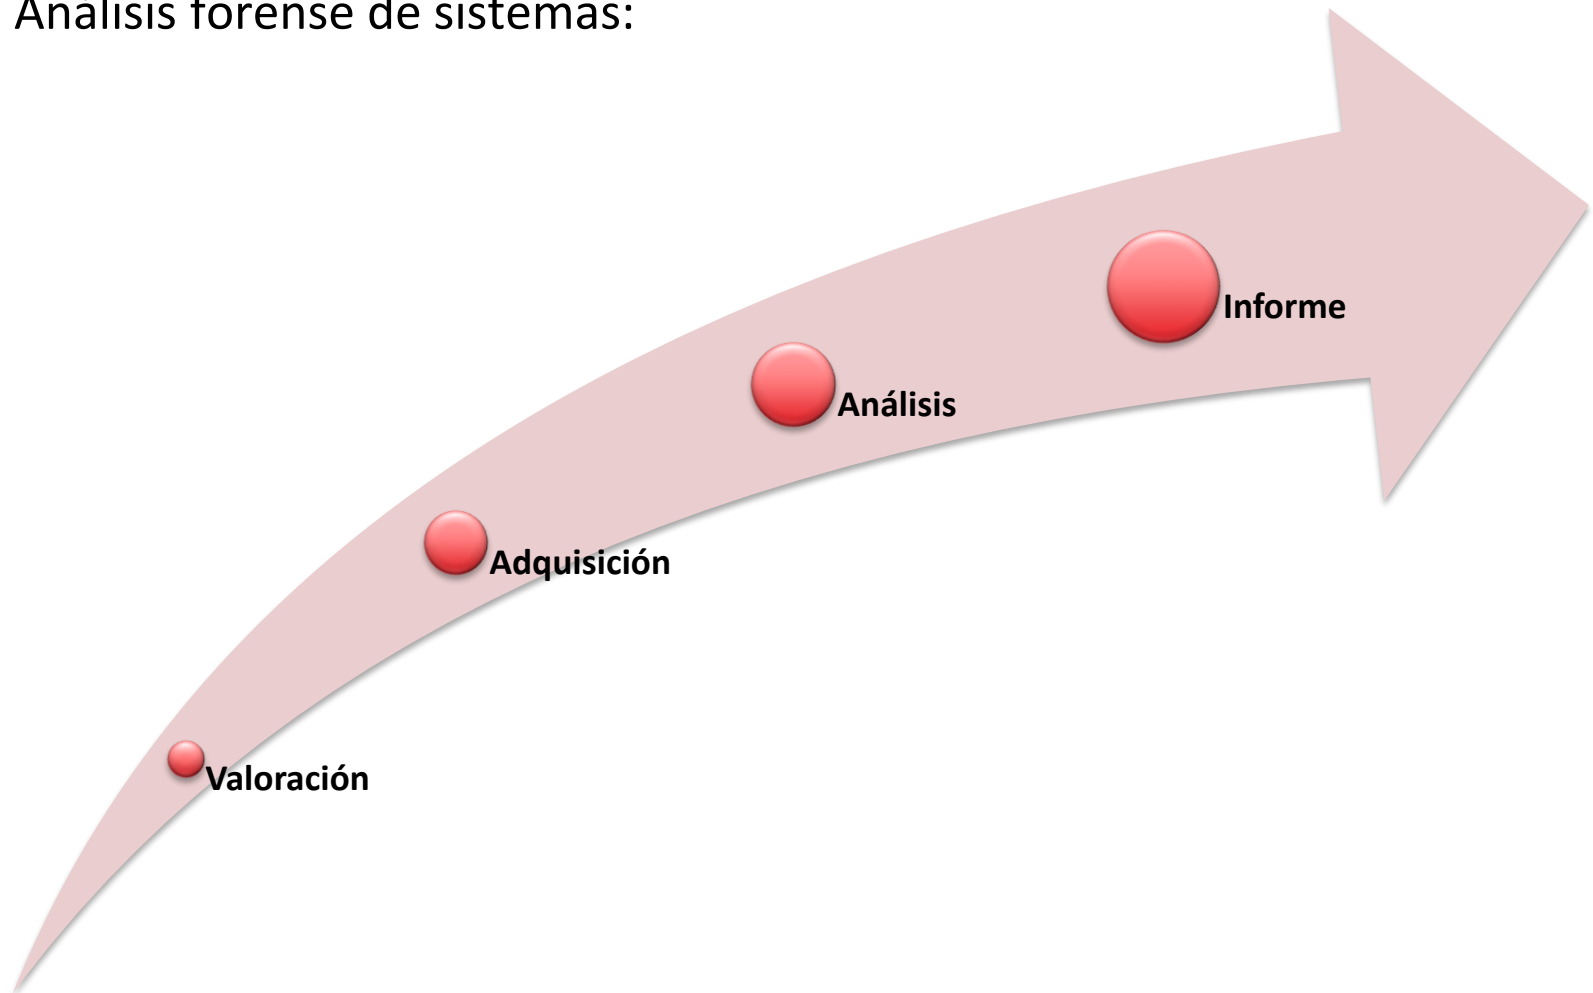 Análisis forense de sistemas:
Informe
Análisis
Adquisición
Valoración